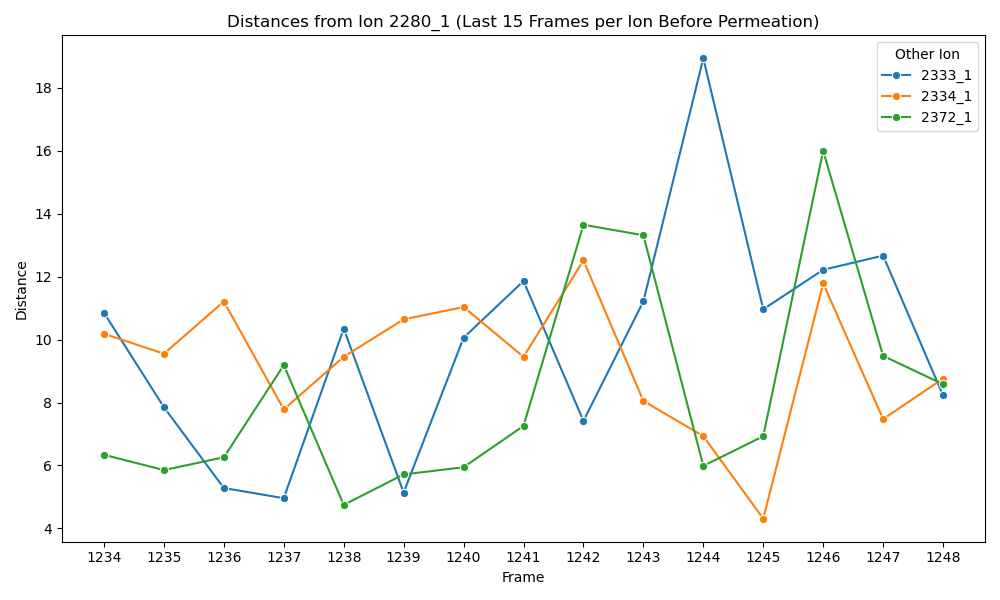 Distances from Ion 2280_1 (Last 15 Frames per Ion Before Permeation)
Other Ion
2333_1
2334_1
2372_1
Distance
18
16
14
12
10
8
6
4
1234 1235 1236 1237 1238 1239 1240 1241 1242 1243 1244 1245 1246 1247 1248
Frame